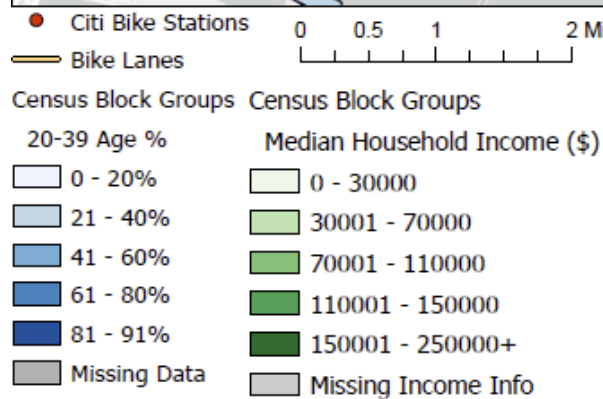 Citi Bike Stations
0 0.5 1 2 Mi
Bike Lanes
Census Block Groups
20-39 Age %
0 - 20%
21 - 40%
41 - 60%
61 - 80%
81 - 91%
Missing Data
Census Block Groups
Median Household Income ($)
0 - 30000
30001 - 70000
70001 - 110000
110001 - 150000
150001 - 250000+
Missing Income Info